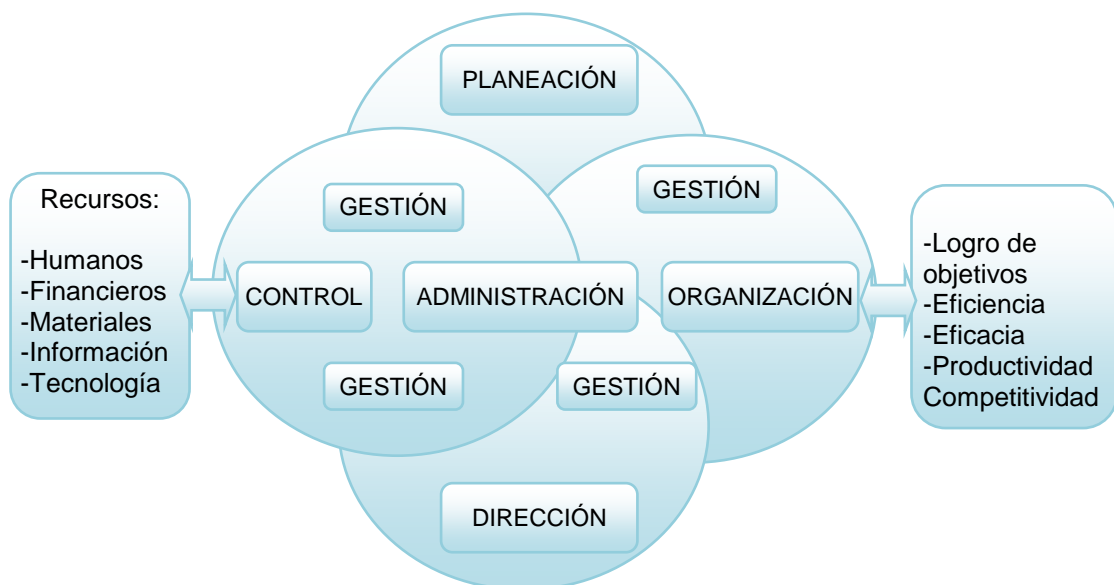 PLANEACIÓN
Recursos:
-Humanos
-Financieros
-Materiales
-Información
-Tecnología
GESTIÓN
GESTIÓN
CONTROL
ADMINISTRACIÓN
ORGANIZACIÓN
GESTIÓN
GESTIÓN
DIRECCIÓN
-Logro de
objetivos
-Eficiencia
-Eficacia
-Productividad
Competitividad